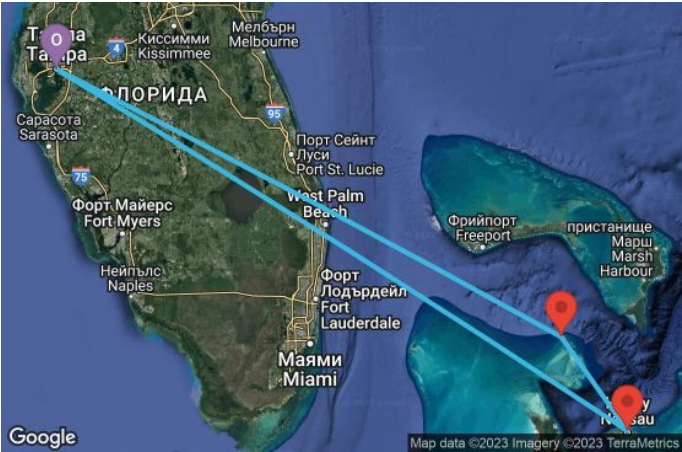 Тампа
Tampa
O
4
Киссимми
Kissimmee
Мелбърн
Melbourne
ФЛОРИДА
95
Сарасота
Sarasota
Порт Сейнт
Луси
Port St. Lucie
75
Форт Майерс
Fort Myers
West Palm
Beach
Фрийпорт
Freeport
пристанище
Марш
Marsh
Harbour
Нейпълс
Naples
Форт
Лодърдейл
Fort
Lauderdale
Маями
Miami
Nassau
Google
Map data ©2023 Imagery ©2023 TerraMetrics